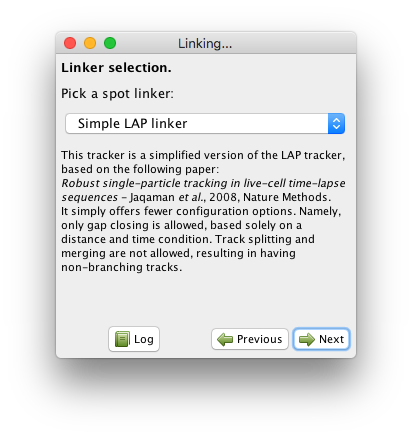 Linking...
Linker selection.
Pick a spot linker:
Simple LAP linker
This tracker is a simplified version of the LAP tracker,
based on the following paper:
Robust single-particle tracking in live-cell time-lapse
sequences – Jaqaman et al., 2008, Nature Methods.
It simply offers fewer configuration options. Namely,
only gap closing is allowed, based solely on a
distance and time condition. Track splitting and
merging are not allowed, resulting in having
non-branching tracks.
Log Previous Next